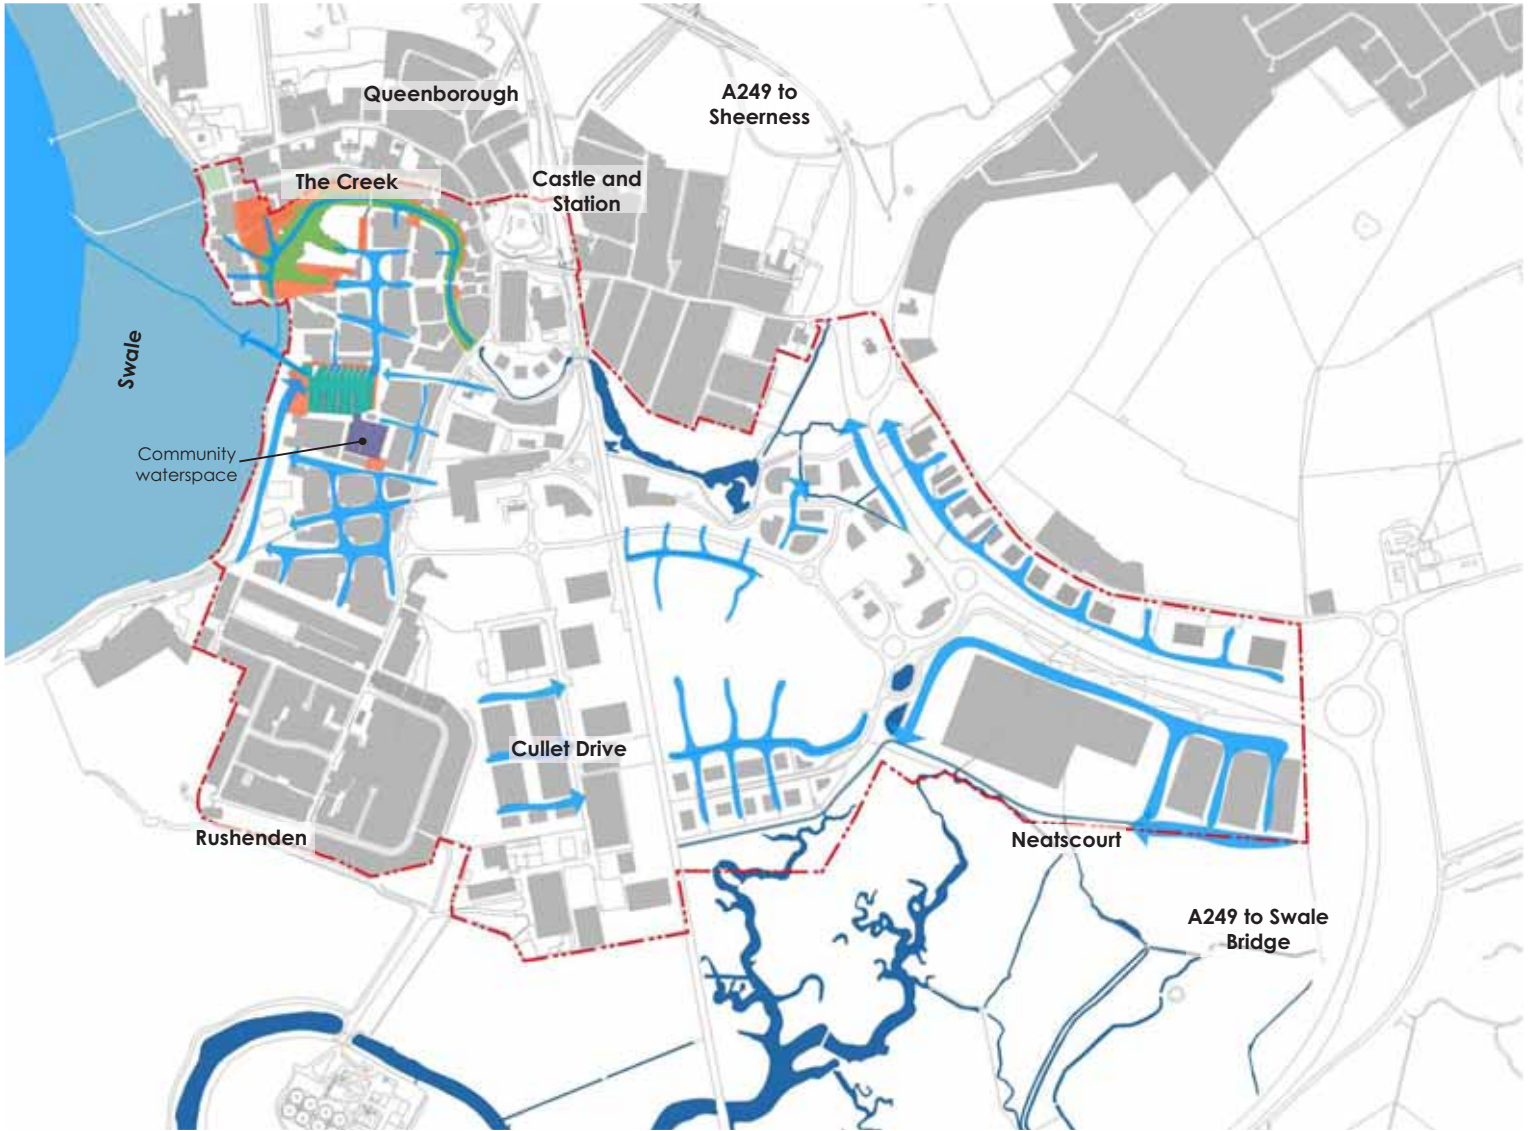 Queenborough
A249 to
Sheerness
The Creek
Castle and
Station
Swale
Community
waterspace
Cullet Drive
Rushenden
Neatscourt
A249 to Swale
Bridge